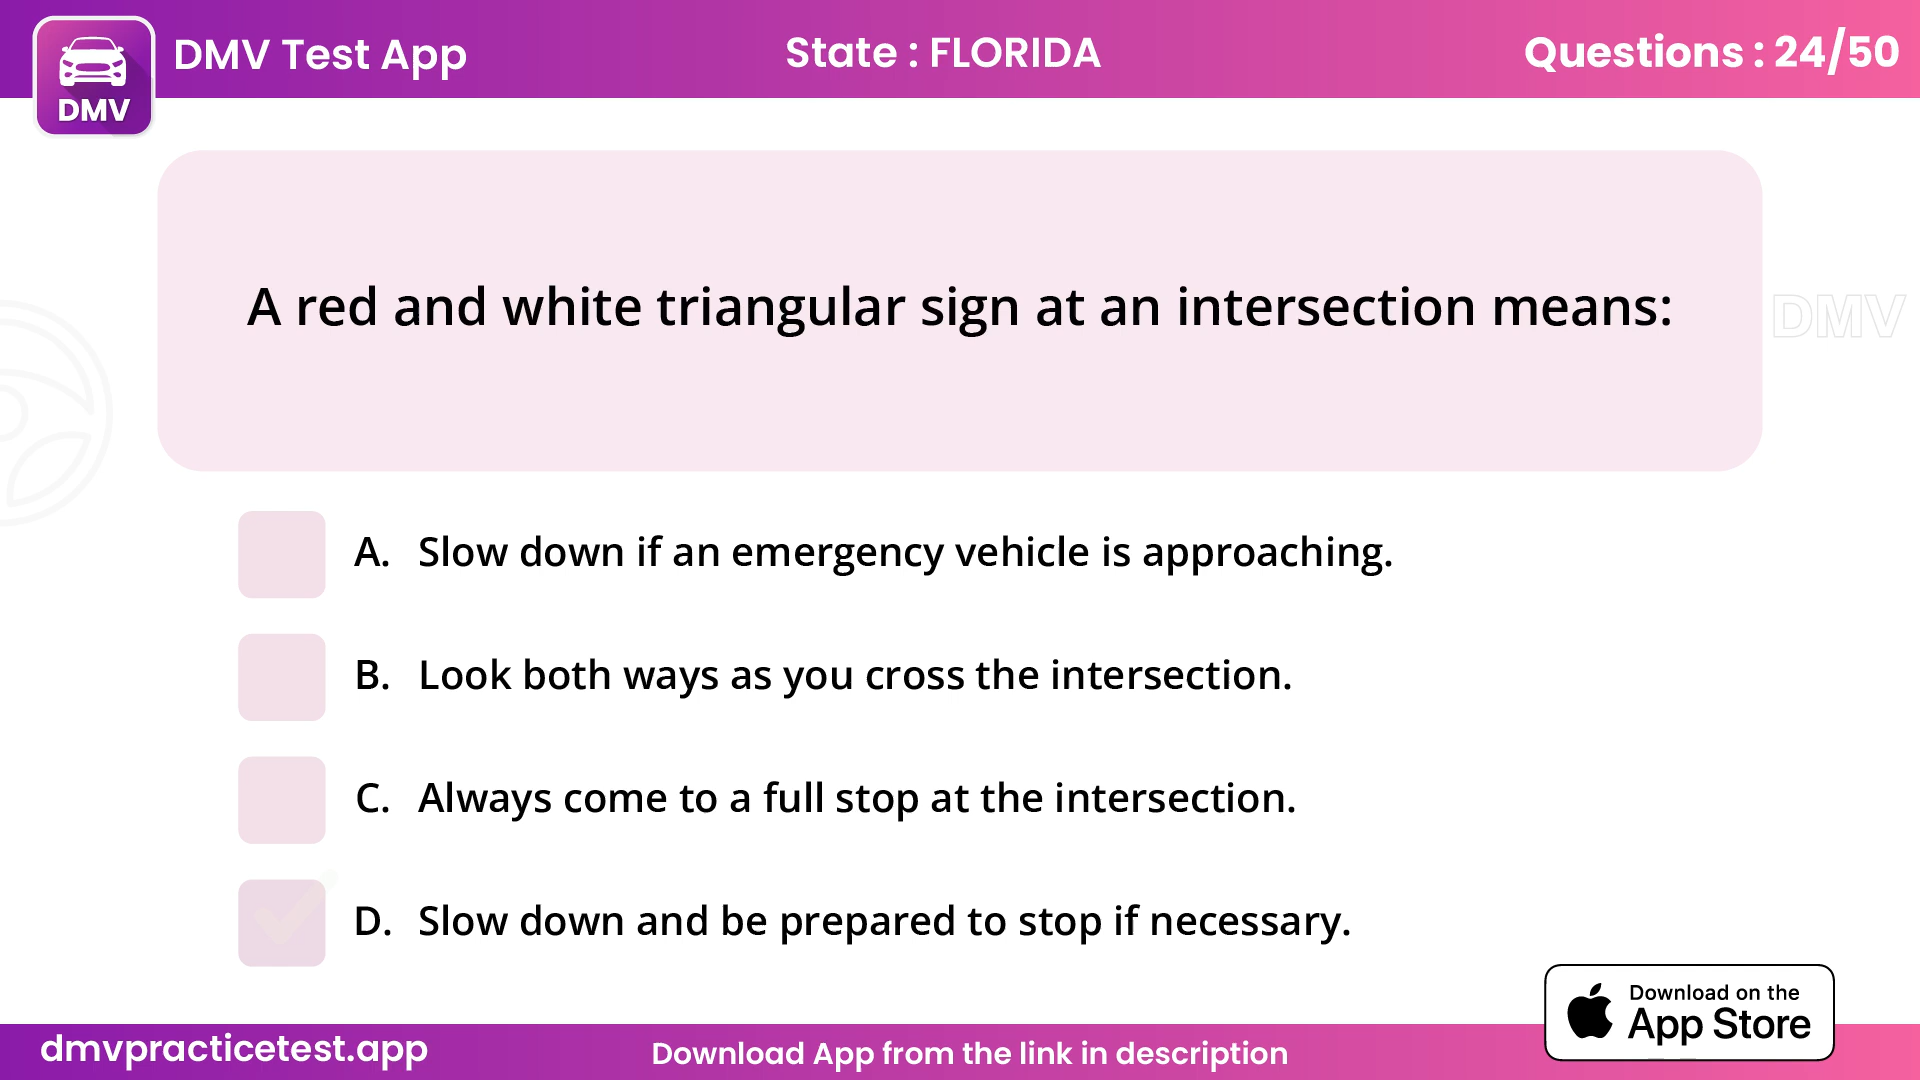 DMV Test App
State : FLORIDA
Questions : 24/50
DMV
A red and white triangular sign at an intersection means:
DMV
A. Slow down if an emergency vehicle is approaching.
B. Look both ways as you cross the intersection.
C. Always come to a full stop at the intersection.
D. Slow down and be prepared to stop if necessary.
Download on the
App Store
dmvpracticetest.app
Download App from the link in description